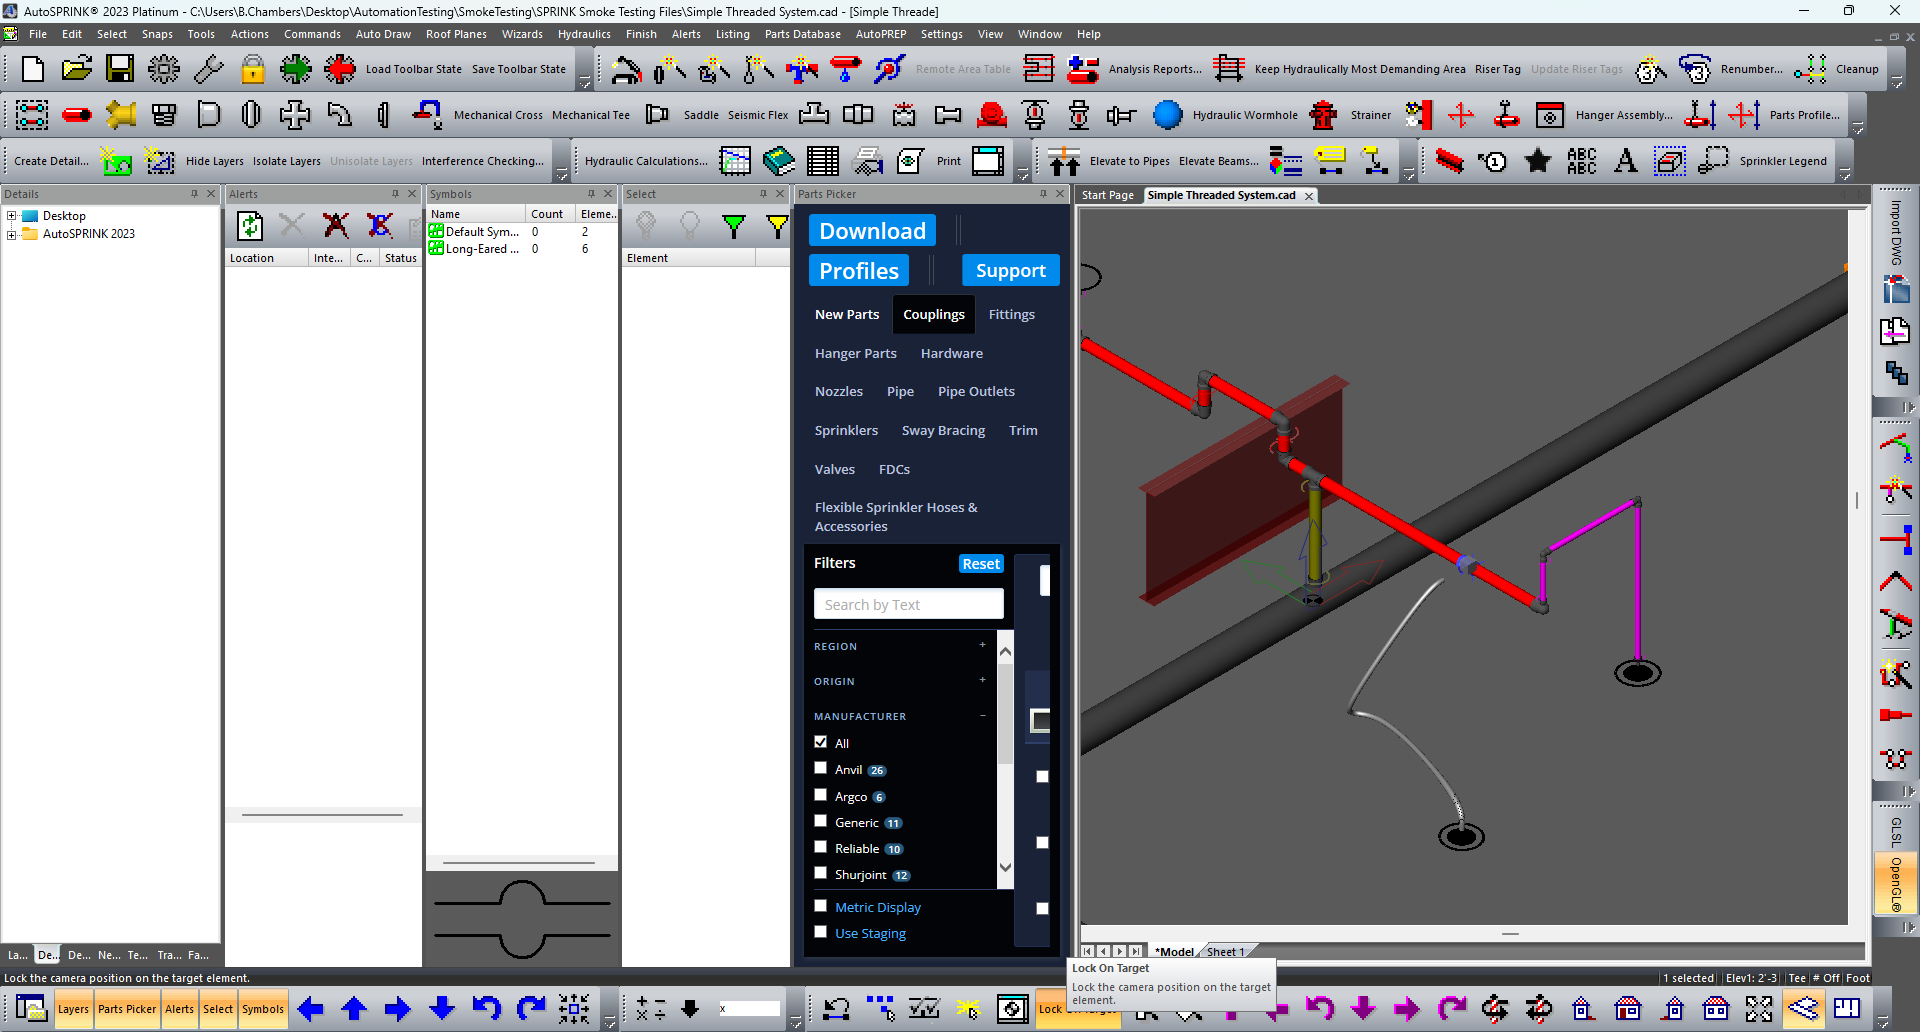 AutoSPRINK® 2023 Platinum - C:\Users\B.Chambers\Desktop\AutomationTesting\SmokeTesting\SPRINK Smoke Testing Files\Simple Threaded System.cad - [Simple Threade]
File Edit Select Snaps Tools Actions Commands Auto Draw Roof Planes Wizards Hydraulics Finish Alerts Listing Parts Database AutoPREP Settings View Window Help
Load Toolbar State Save Toolbar State Remote Area Table Analysis Reports... Keep Hydraulically Most Demanding Area Riser Tag Update Riser Tags Renumber... Cleanup
Mechanical Cross Mechanical Tee Saddle Seismic Flex Hydraulic Wormhole Strainer Hanger Assembly... Parts Profile...
Create Detail... Hide Layers Isolate Layers Unisolate Layers Interference Checking... Hydraulic Calculations... Print Elevate to Pipes Elevate Beams... ABC ABC A Sprinkler Legend
Details Alerts Symbols Select Parts Picker Start Page Simple Threaded System.cad
Desktop
AutoSPRINK 2023
Location Inte... C... Status
Name Count Eleme...
Default Sym... 0 2
Long-Eared ... 0 6
Element
Download
Profiles Support
New Parts Couplings Fittings
Hanger Parts Hardware
Nozzles Pipe Pipe Outlets
Sprinklers Sway Bracing Trim
Valves FDCs
Flexible Sprinkler Hoses &
Accessories
Filters Reset
Search by Text
REGION +
ORIGIN +
MANUFACTURER −
All
Anvil 26
Argco 6
Generic 11
Reliable 10
Shurjoint 12
Metric Display
Use Staging
Import DWG
GLSL
OpenGL®
La... De... De... Ne... Te... Tra... Fa...
*Model Sheet 1
Lock On Target
Lock the camera position on the target
element.
Lock the camera position on the target element.
1 selected Elev1: 2'-3 Tee # Off Foot
Layers Parts Picker Alerts Select Symbols x Lock